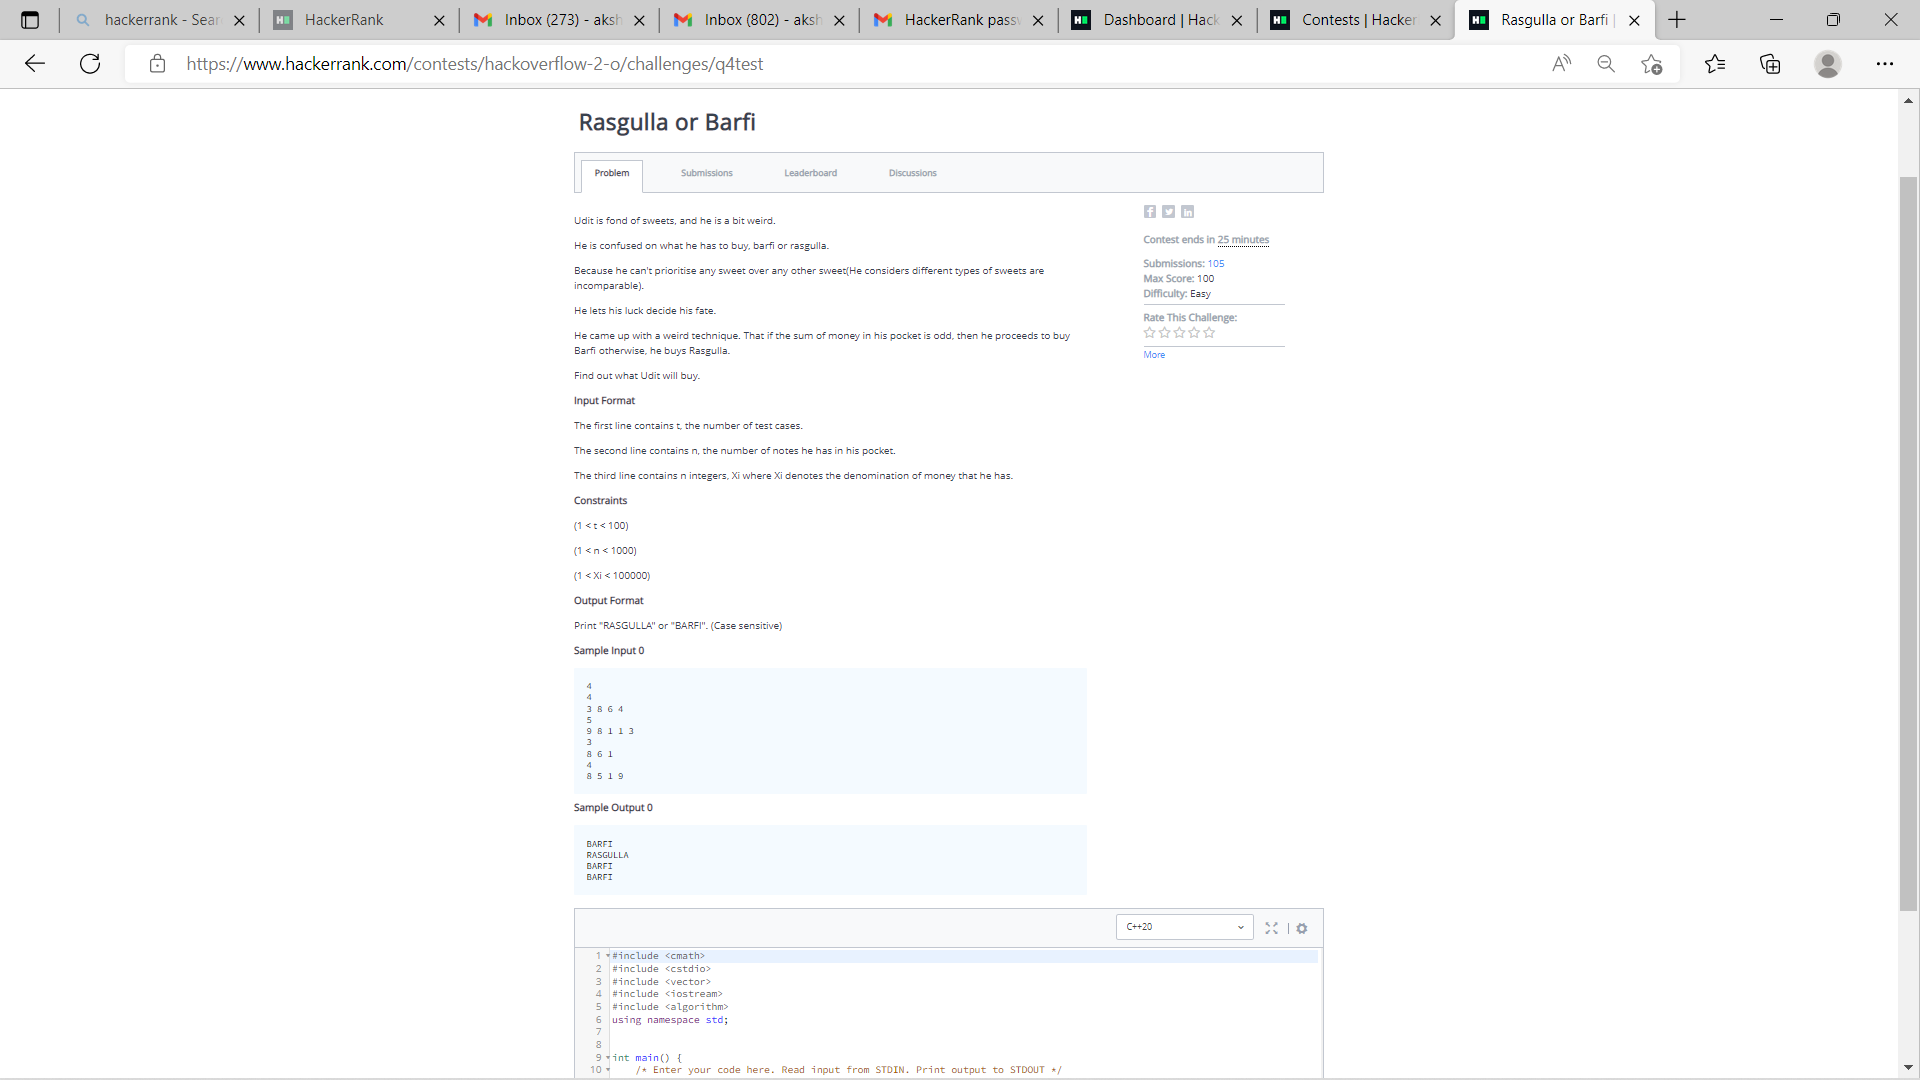 hackerrank - Sear
HackerRank
Inbox (273) - aksh
Inbox (802) - aksh
HackerRank passw
Dashboard | Hack
Contests | Hacker
Rasgulla or Barfi |
https://www.hackerrank.com/contests/hackoverflow-2-o/challenges/q4test
Rasgulla or Barfi
Problem
Submissions
Leaderboard
Discussions
Udit is fond of sweets, and he is a bit weird.
He is confused on what he has to buy, barfi or rasgulla.
Because he can't prioritise any sweet over any other sweet(He considers different types of sweets are
incomparable).
He lets his luck decide his fate.
He came up with a weird technique. That if the sum of money in his pocket is odd, then he proceeds to buy
Barfi otherwise, he buys Rasgulla.
Find out what Udit will buy.
Input Format
The first line contains t, the number of test cases.
The second line contains n, the number of notes he has in his pocket.
The third line contains n integers, Xi where Xi denotes the denomination of money that he has.
Constraints
(1 < t < 100)
(1 < n < 1000)
(1 < Xi < 100000)
Output Format
Print "RASGULLA" or "BARFI". (Case sensitive)
Sample Input 0
4
4
3 8 6 4
5
9 8 1 1 3
3
8 6 1
4
8 5 1 9
Sample Output 0
BARFI
RASGULLA
BARFI
BARFI
Contest ends in 25 minutes
Submissions: 105
Max Score: 100
Difficulty: Easy
Rate This Challenge:
More
C++20
1 #include <cmath>
2 #include <cstdio>
3 #include <vector>
4 #include <iostream>
5 #include <algorithm>
6 using namespace std;
7
8
9 int main() {
10 /* Enter your code here. Read input from STDIN. Print output to STDOUT */